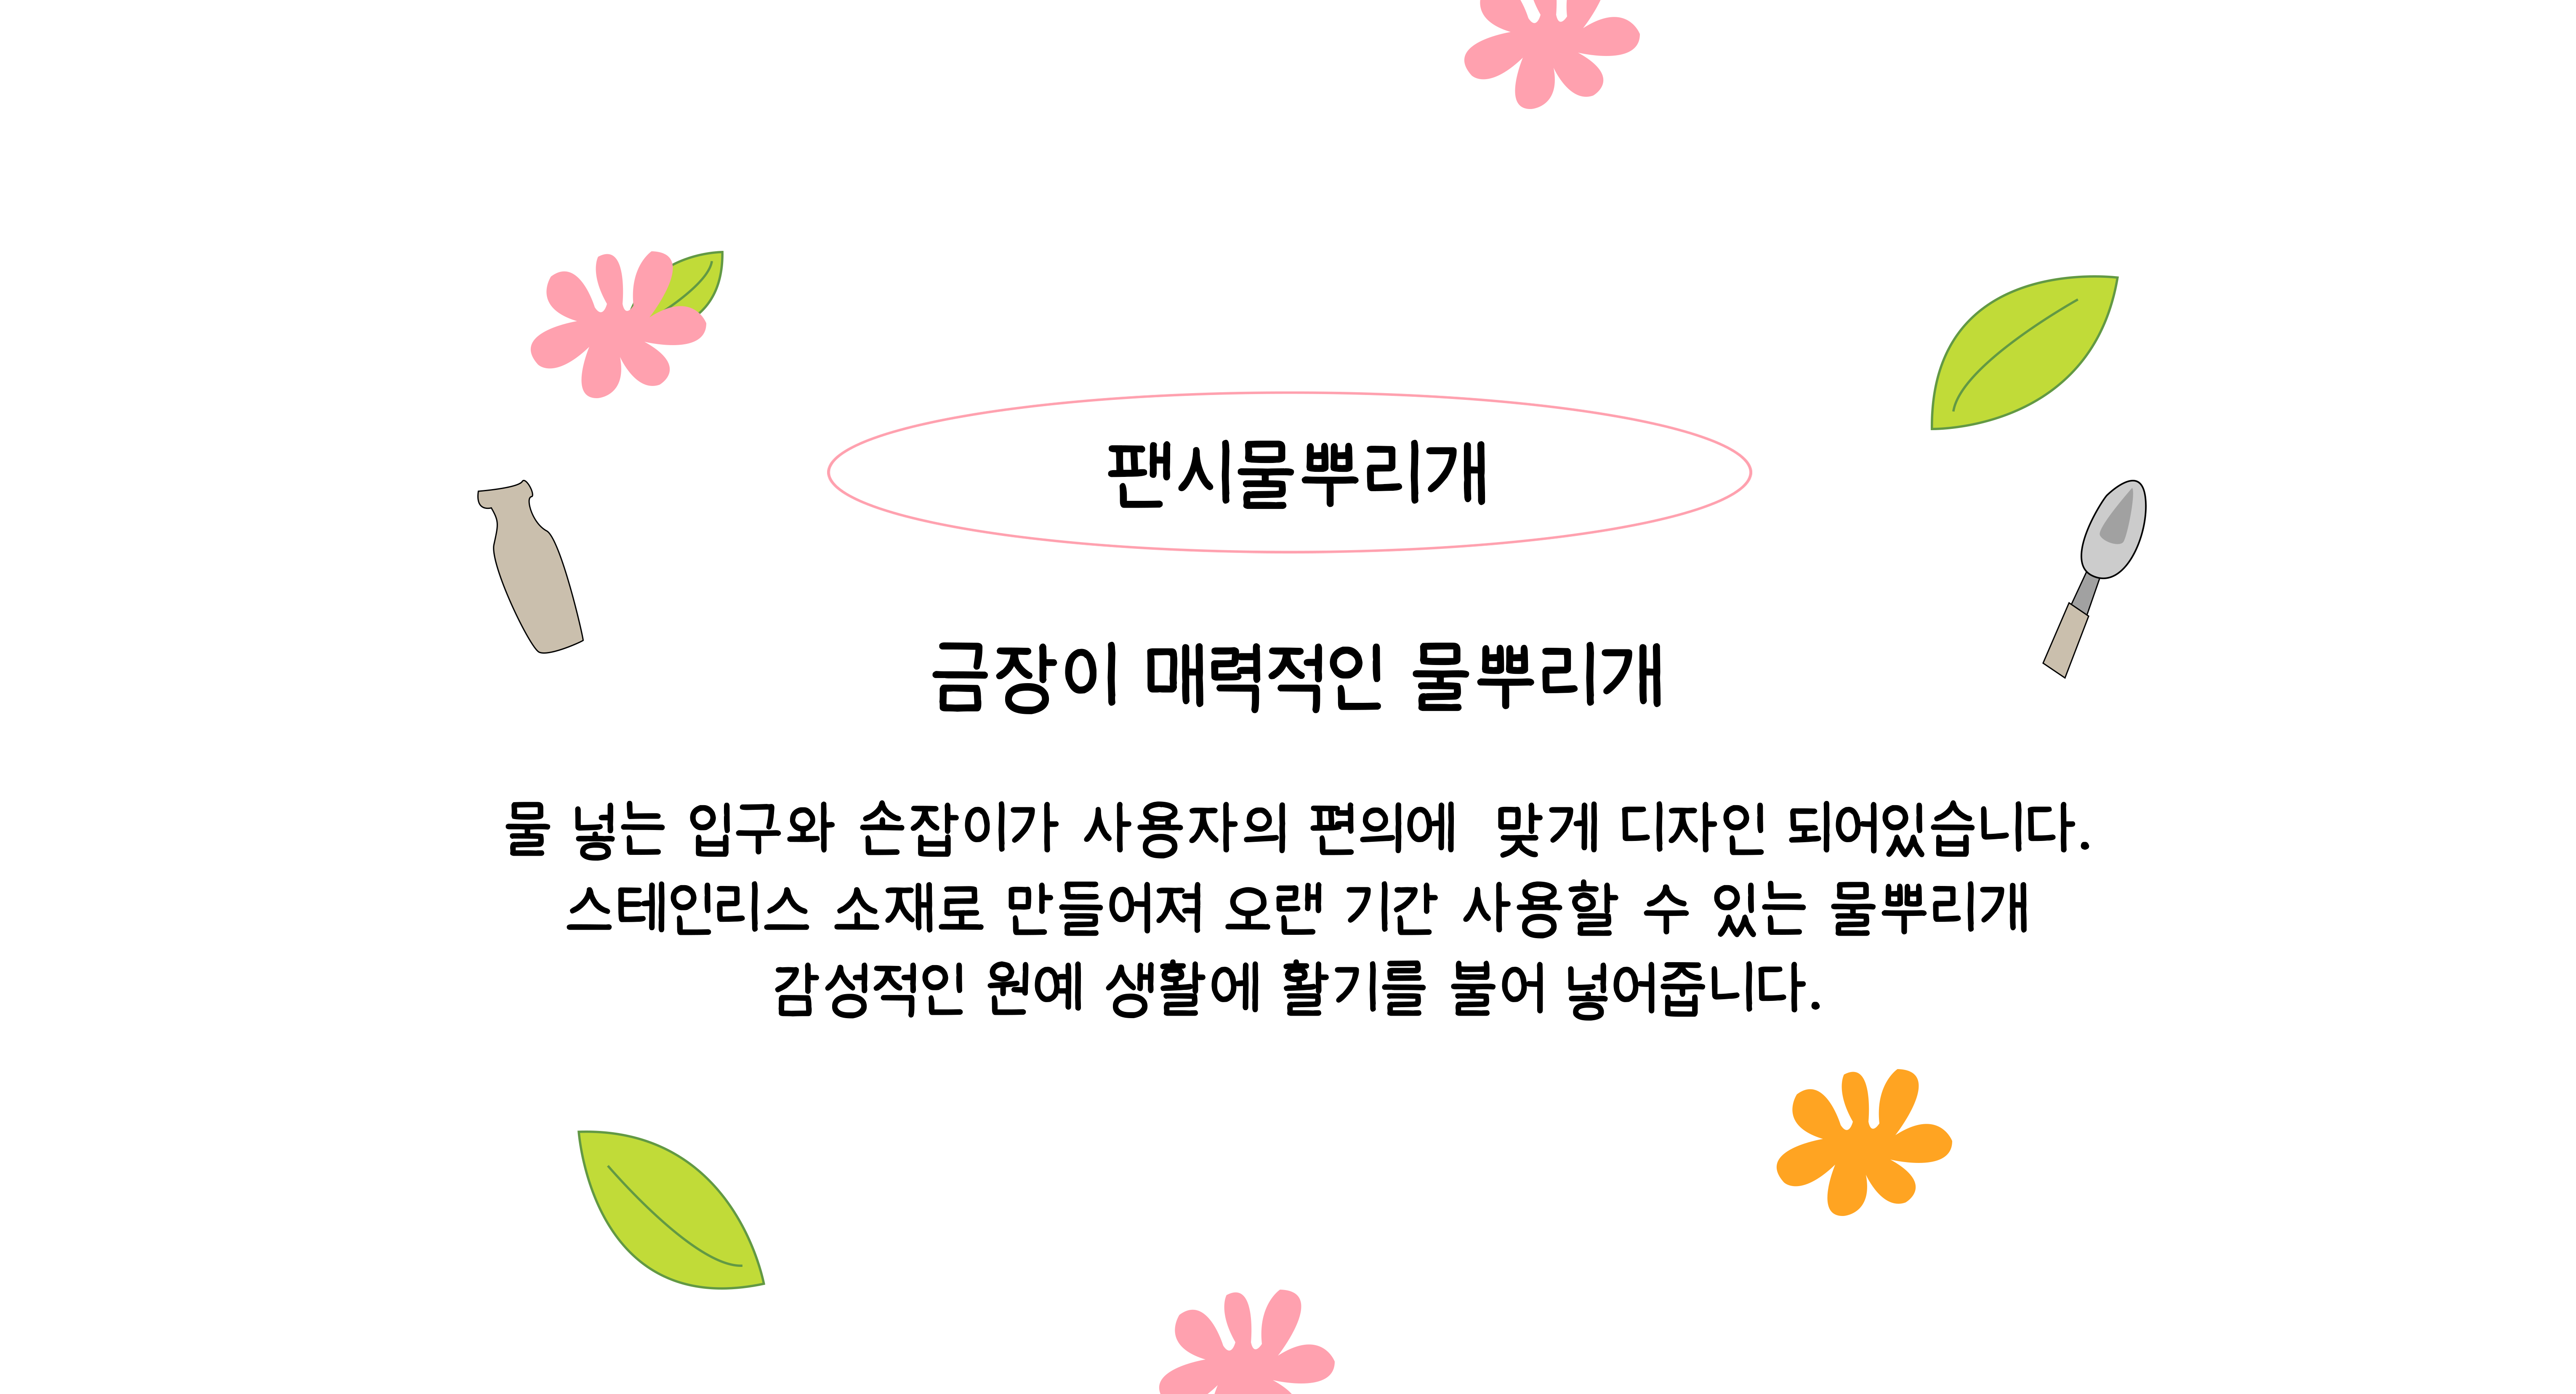 팬시물뿌리개
금장이 매력적인 물뿌리개
물 넣는 입구와 손잡이가 사용자의 편의에 맞게 디자인 되어있습니다.
스테인리스 소재로 만들어져 오랜 기간 사용할 수 있는 물뿌리개
감성적인 원예 생활에 활기를 불어 넣어줍니다.